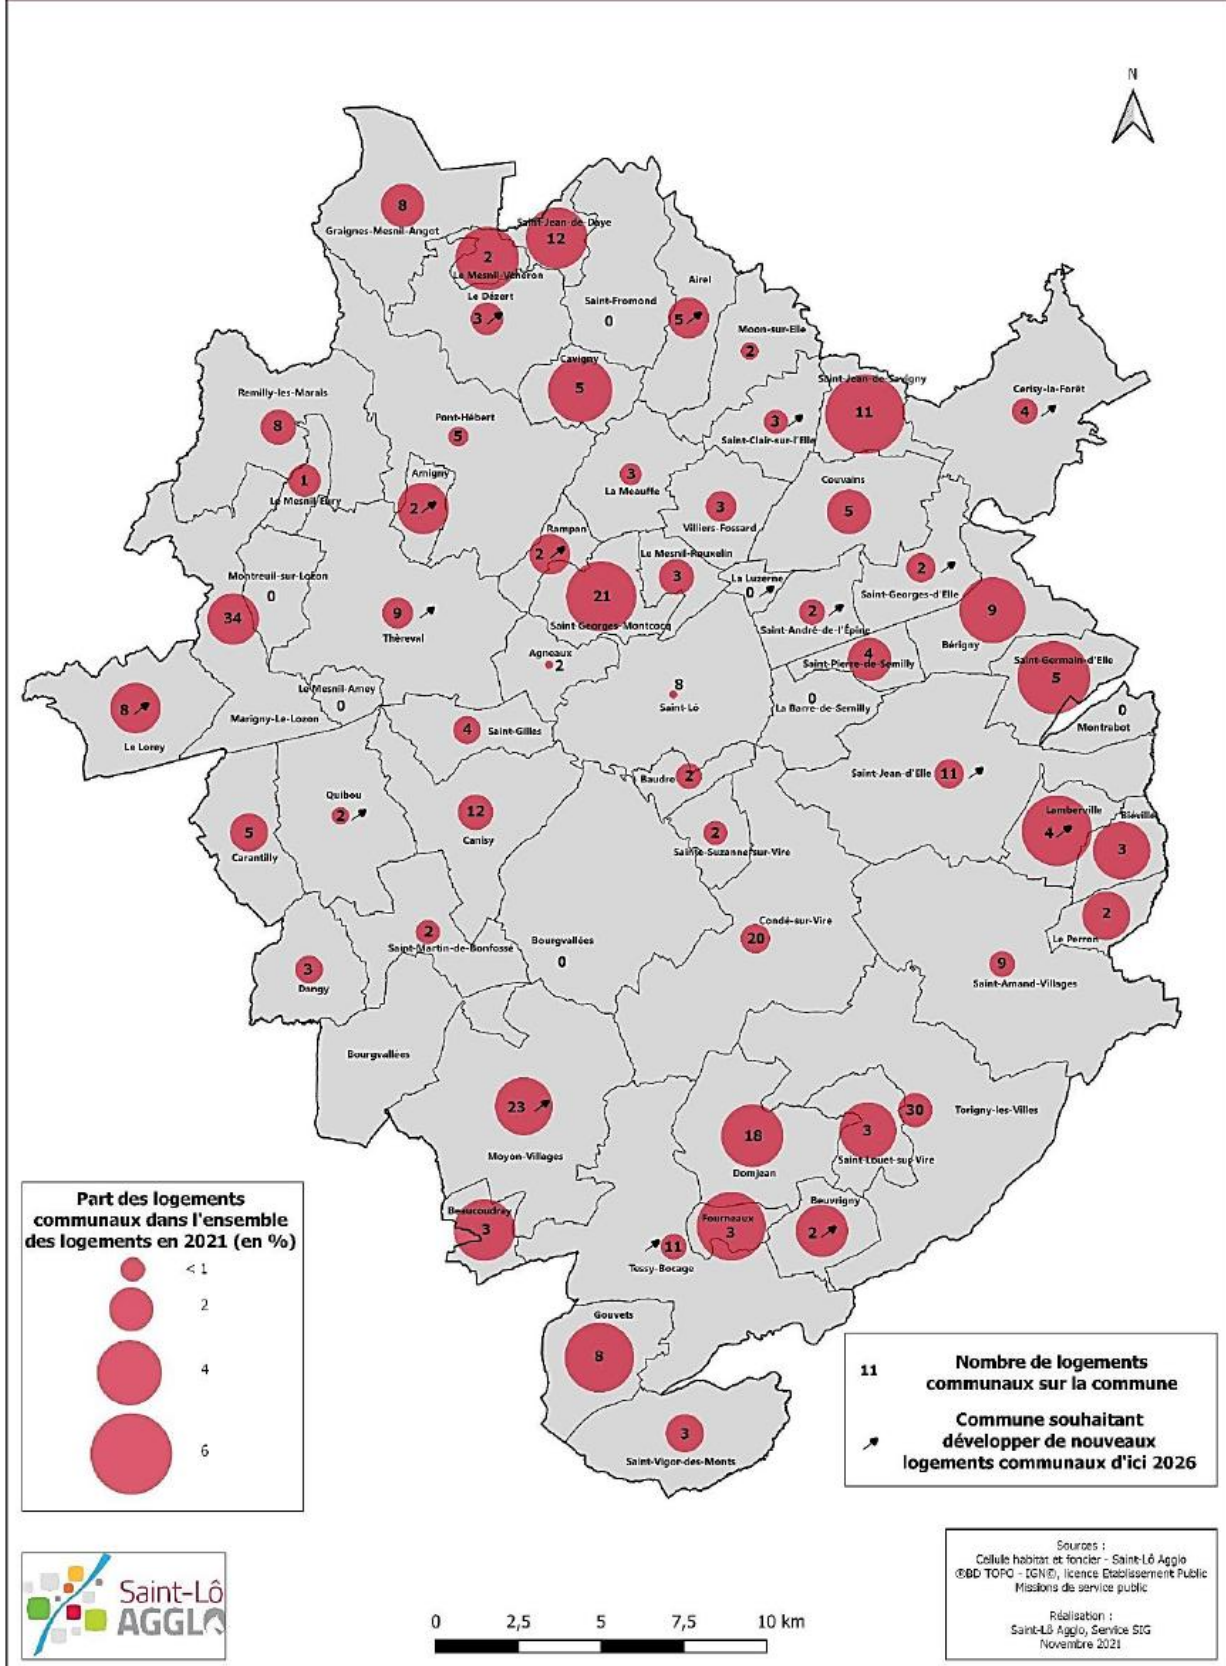 N
8
Graignes-Mesnil-Angot
Saint-Jean-de-Daye
12
2
Le Mesnil-Véneron
Le Dézert
3
Saint-Fromond
0
Airel
5
Moon-sur-Elle
2
Cavigny
5
Saint-Jean-de-Savigny
11
Cerisy-la-Forêt
4
Remilly-les-Marais
8
Pont-Hébert
5
3
Saint-Clair-sur-l'Elle
1
Le Mesnil-Eury
Amigny
2
3
La Meauffe
3
Villiers-Fossard
Couvains
5
Rampan
2
Le Mesnil-Rouxelin
3
La Luzerne
0
2
Saint-Georges-d'Elle
Montreuil-sur-Lozon
0
34
9
Thèreval
21
Saint-Georges-Montcocq
2
Saint-André-de-l'Épine
9
Bérigny
Agneaux
2
4
Saint-Pierre-de-Semilly
Saint-Germain-d'Elle
5
Le Mesnil-Amey
0
8
Saint-Lô
0
La Barre-de-Semilly
0
Montrabot
8
Le Lorey
Marigny-Le-Lozon
4
Saint-Gilles
Baudre
2
Saint-Jean-d'Elle
11
Quibou
2
12
Canisy
5
Carantilly
2
Sainte-Suzanne-sur-Vire
Lamberville
4
Biéville
3
2
Le Perron
2
Saint-Martin-de-Bonfossé
Bourgvallées
0
Condé-sur-Vire
20
3
Dangy
9
Saint-Amand-Villages
Bourgvallées
23
Moyon-Villages
18
Domjean
3
Saint-Louet-sur-Vire
30
Torigny-les-Villes
Beaucoudray
3
Fourneaux
3
Beuvrigny
2
11
Tessy-Bocage
Gouvets
8
3
Saint-Vigor-des-Monts
Part des logements
communaux dans l'ensemble
des logements en 2021 (en %)
< 1
2
4
6
11
Nombre de logements
communaux sur la commune
Commune souhaitant
développer de nouveaux
logements communaux d'ici 2026
Saint-Lô
AGGLO
0 2,5 5 7,5 10 km
Sources :
Cellule habitat et foncier - Saint-Lô Agglo
®BD TOPO - IGN©, licence Etablissement Public
Missions de service public
Réalisation :
Saint-Lô Agglo, Service SIG
Novembre 2021